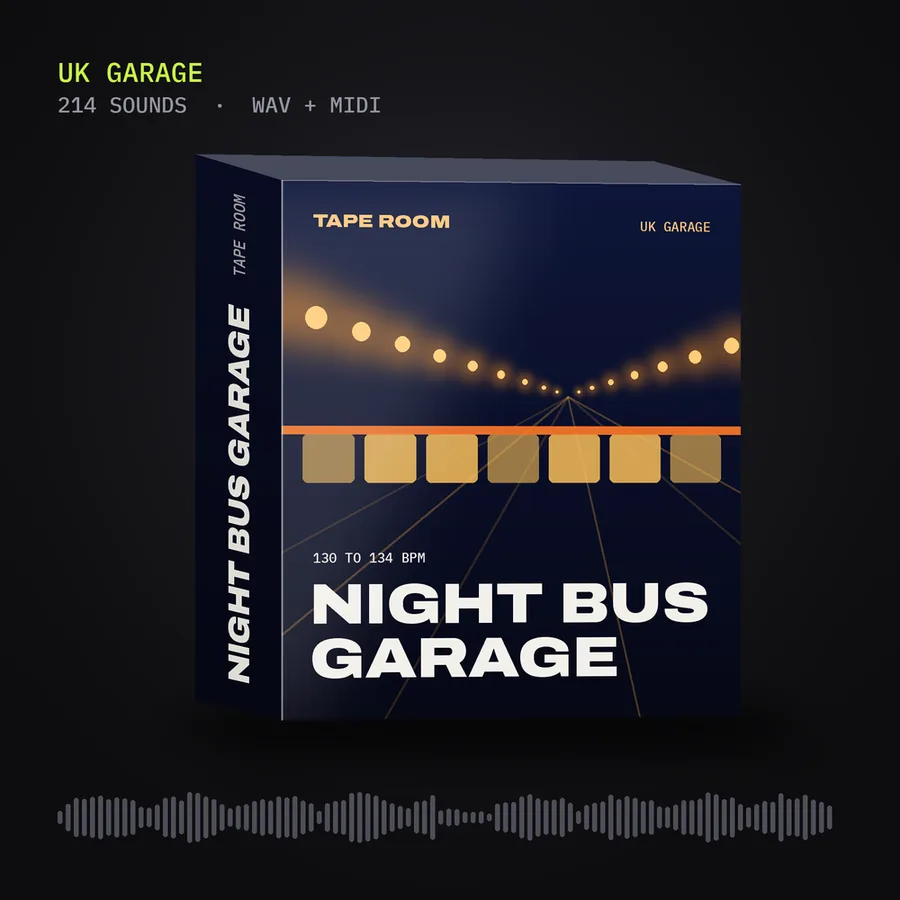 UK GARAGE
214 SOUNDS · WAV + MIDI
TAPE ROOM
UK GARAGE
130 TO 134 BPM
NIGHT BUS
GARAGE
NIGHT BUS GARAGE TAPE ROOM